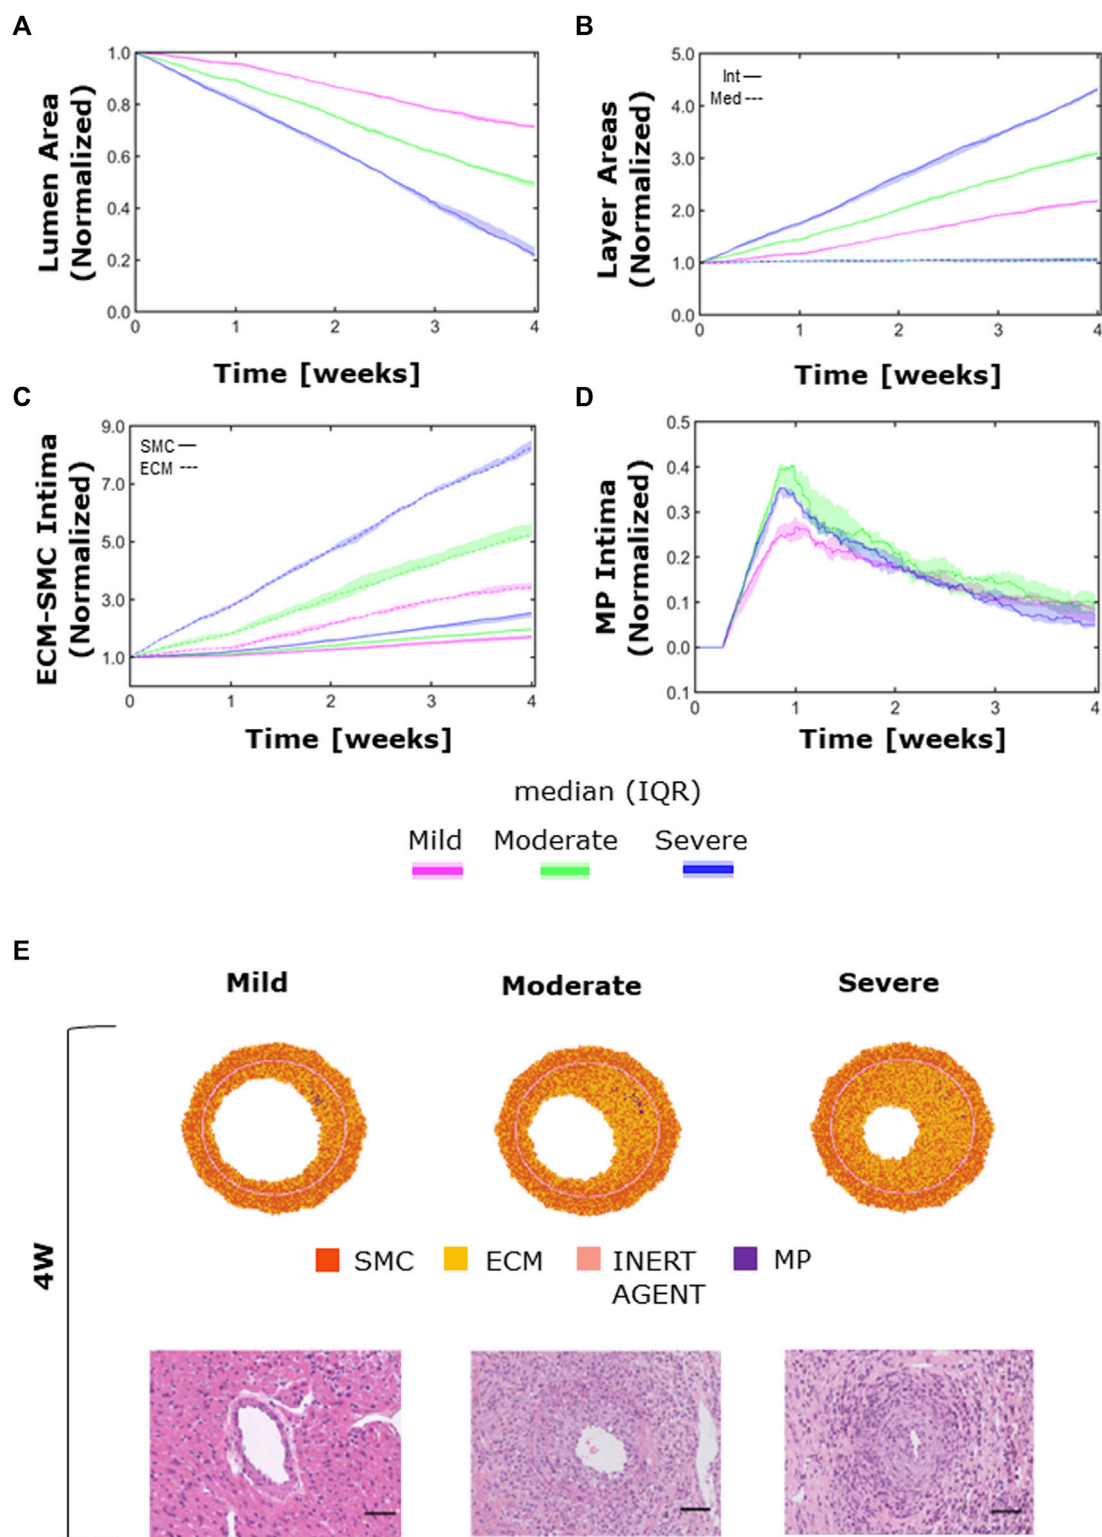 A
Lumen Area
(Normalized)
1.0
0.8
0.6
0.4
0.2
0.0
0
1
2
3
4
Time [weeks]
B
Layer Areas
(Normalized)
5.0
4.0
3.0
2.0
1.0
0.0
Int
Med
0
1
2
3
4
Time [weeks]
C
ECM-SMC Intima
(Normalized)
9.0
7.0
5.0
3.0
1.0
SMC
ECM
0
1
2
3
4
Time [weeks]
D
MP Intima
(Normalized)
0.5
0.4
0.3
0.2
0.1
0.0
0.1
0
1
2
3
4
Time [weeks]
median (IQR)
Mild Moderate Severe
E
Mild Moderate Severe
4W
SMC ECM INERT AGENT MP